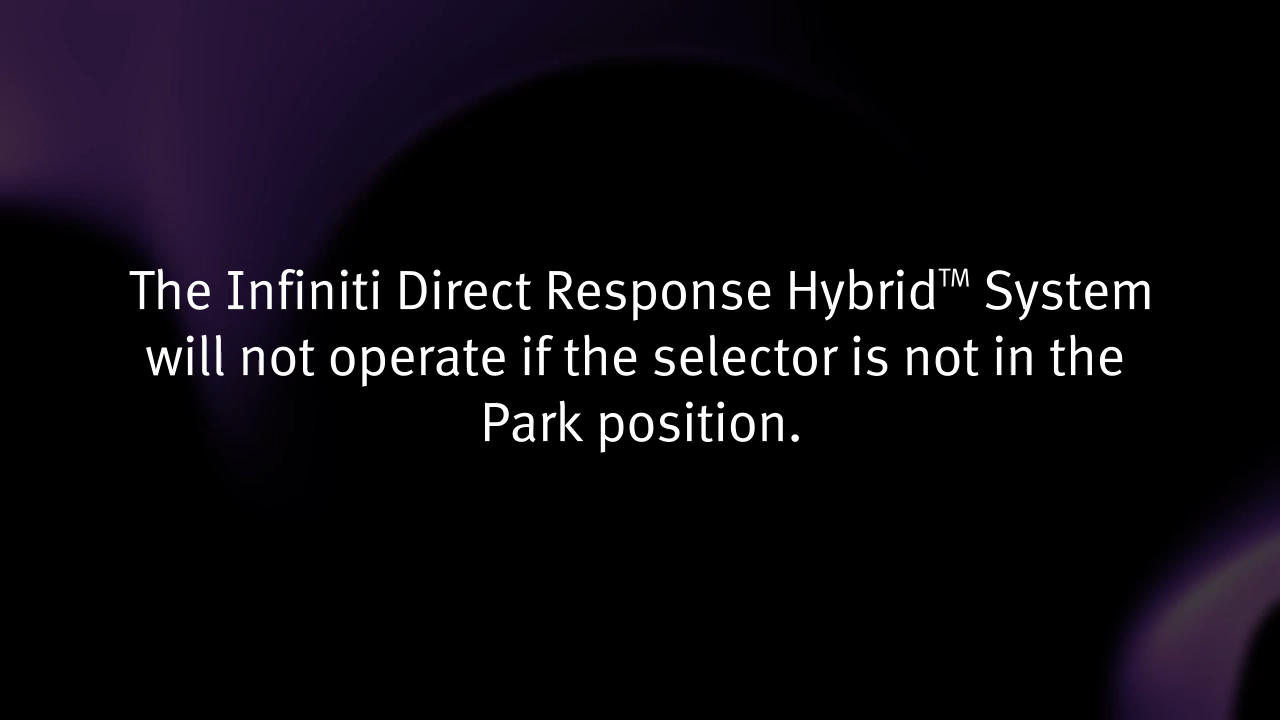 The Infiniti Direct Response Hybrid™ System
will not operate if the selector is not in the
Park position.